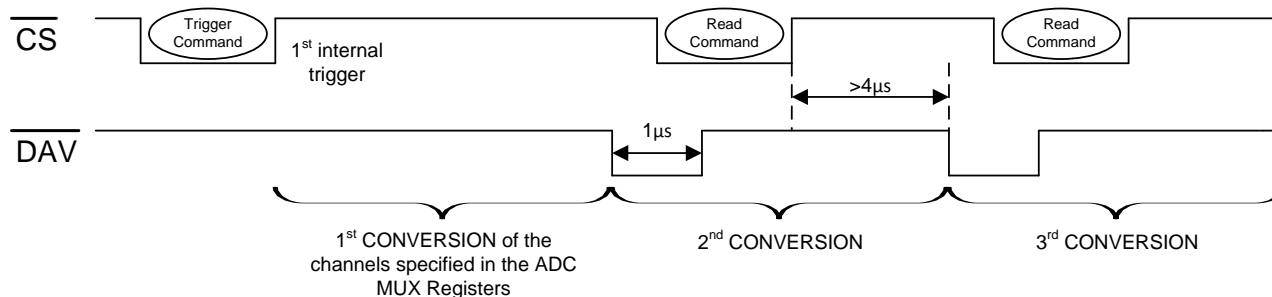 CS
Trigger
Command
Read
Command
Read
Command
1st internal
trigger
>4μs
DAV
1μs
1st CONVERSION of the
channels specified in the ADC
MUX Registers
2nd CONVERSION
3rd CONVERSION